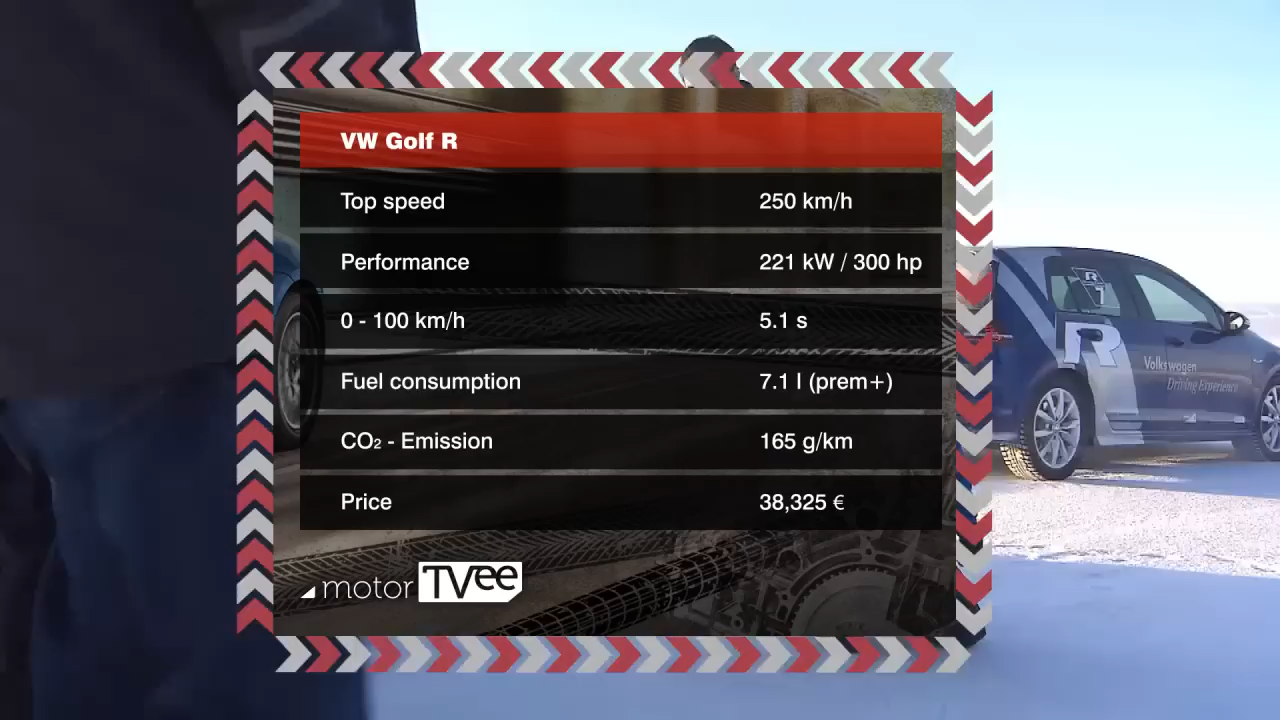 VW Golf R
Top speed 250 km/h
Performance 221 kW / 300 hp
0 - 100 km/h 5.1 s
Fuel consumption 7.1 l (prem+)
CO₂ - Emission 165 g/km
Price 38,325 €
motor TVee
R
R
Volkswagen
Driving Experience